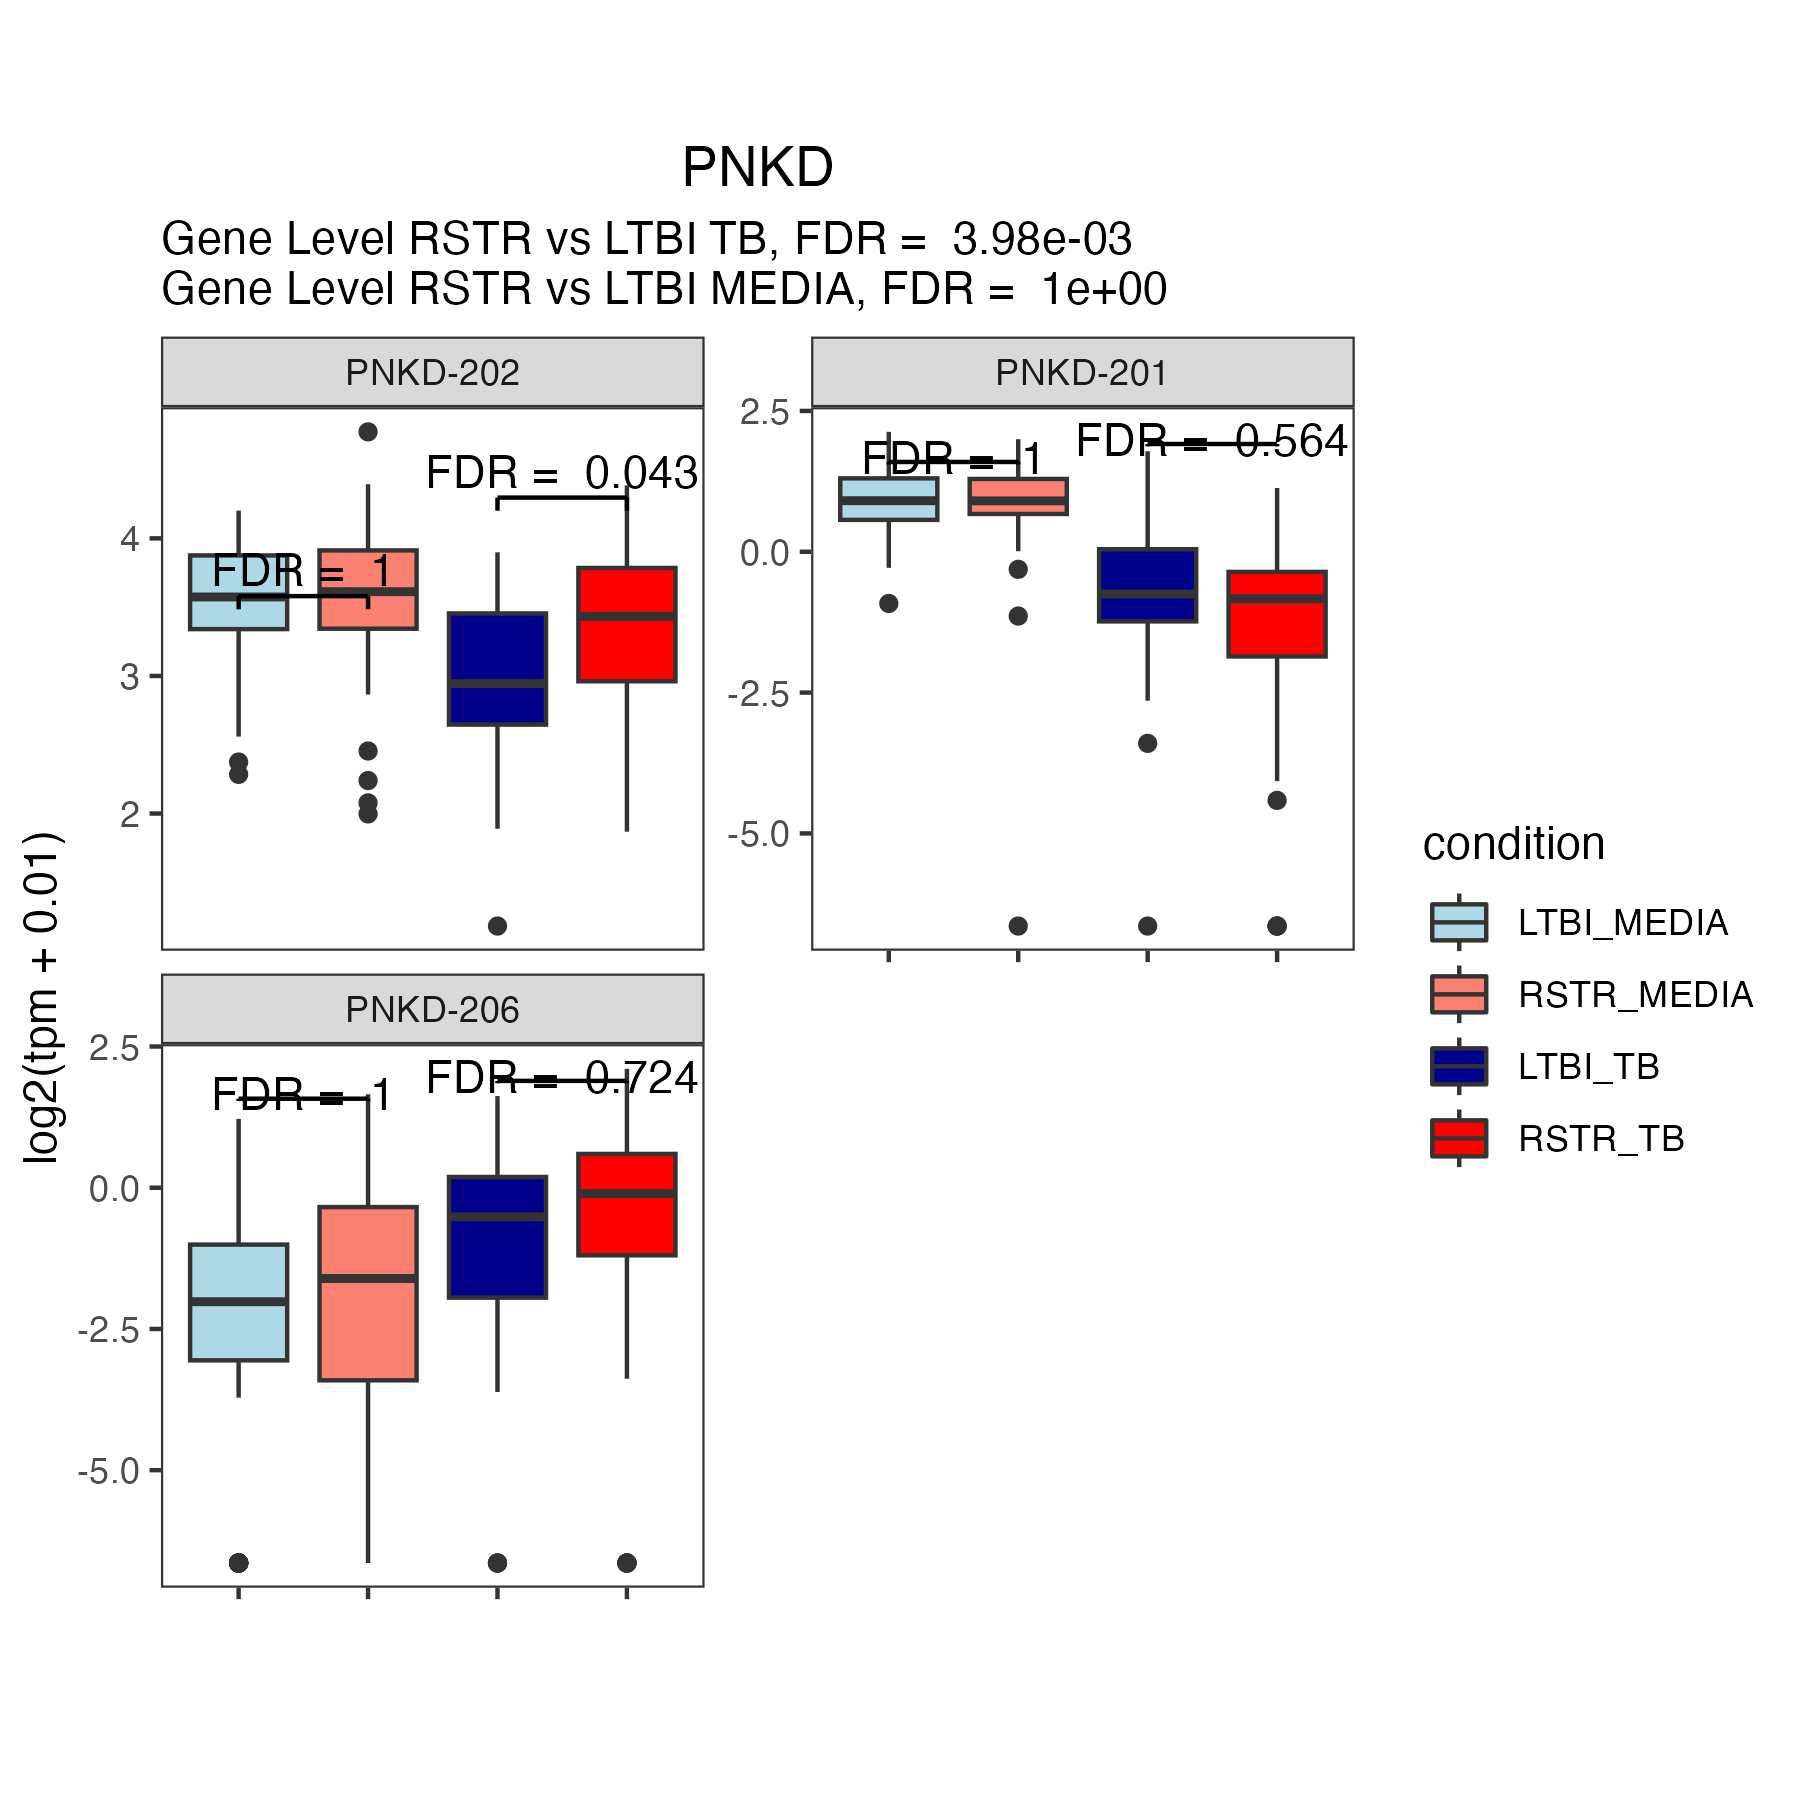 PNKD
Gene Level RSTR vs LTBI TB, FDR =  3.98e-03
Gene Level RSTR vs LTBI MEDIA, FDR =  1e+00
PNKD-202
FDR =  1
FDR =  0.043
4
3
2
PNKD-201
2.5
0.0
-2.5
-5.0
FDR =  1
FDR =  0.564
PNKD-206
2.5
0.0
-2.5
-5.0
FDR =  1
FDR =  0.724
log2(tpm + 0.01)
condition
LTBI_MEDIA
RSTR_MEDIA
LTBI_TB
RSTR_TB